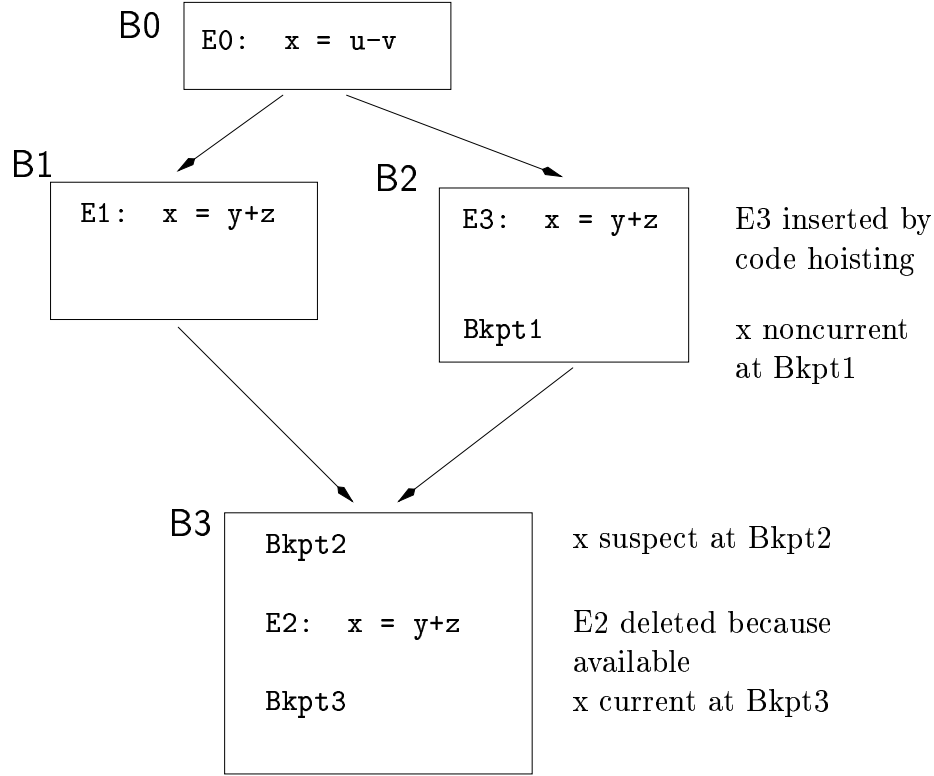 B0
E0: x = u-v
B1
E1: x = y+z
B2
E3: x = y+z
Bkpt1
E3 inserted by
code hoisting
x noncurrent
at Bkpt1
B3
Bkpt2
E2: x = y+z
Bkpt3
x suspect at Bkpt2
E2 deleted because
available
x current at Bkpt3